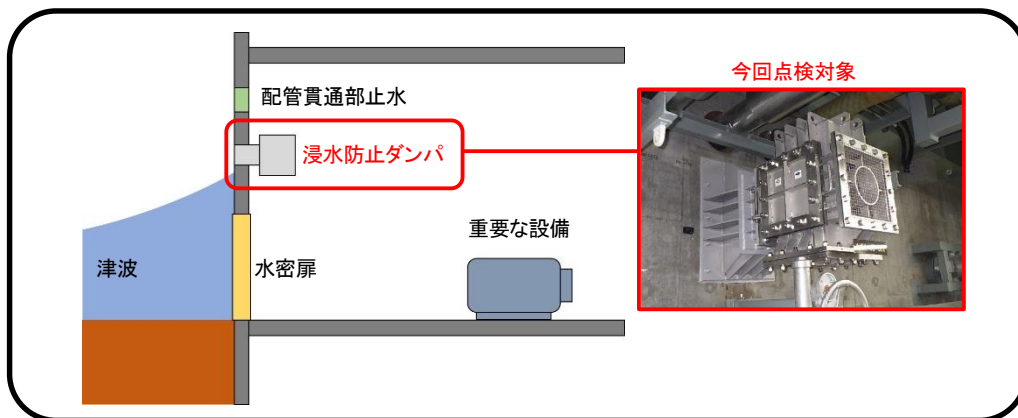 今回点検対象
配管貫通部止水
浸水防止ダンパ
重要な設備
津波
水密扉